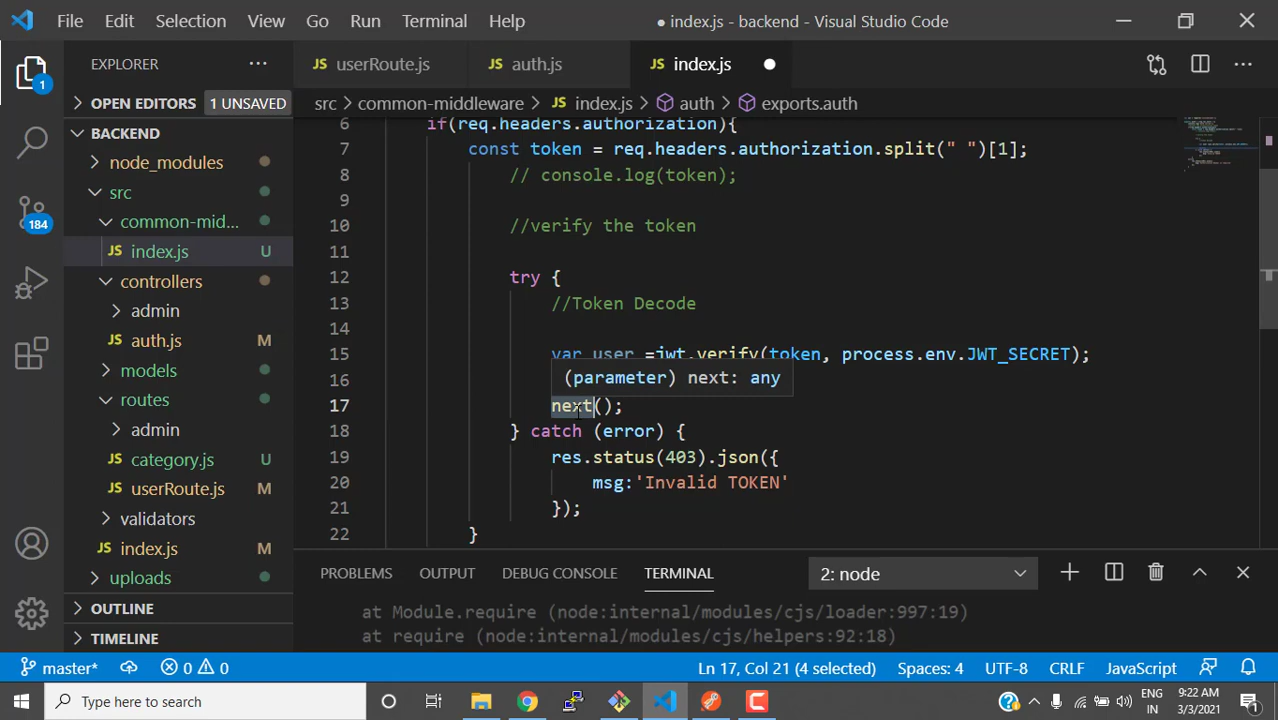 File Edit Selection View Go Run Terminal Help ● index.js - backend - Visual Studio Code
EXPLORER ...
JS userRoute.js JS auth.js JS index.js ●
OPEN EDITORS 1 UNSAVED
src > common-middleware > JS index.js > auth > exports.auth
BACKEND
node_modules
src
common-mid...
JS index.js U
controllers
admin
JS auth.js M
models
routes
admin
JS category.js U
JS userRoute.js M
validators
JS index.js M
uploads
OUTLINE
TIMELINE
1
184
6 if(req.headers.authorization){
7 const token = req.headers.authorization.split(" ")[1];
8 // console.log(token);
9
10 //verify the token
11
12 try {
13 //Token Decode
14
15 var user =jwt.verify(token, process.env.JWT_SECRET);
16 (parameter) next: any
17 next();
18 } catch (error) {
19 res.status(403).json({
20 msg:'Invalid TOKEN'
21 });
22 }
PROBLEMS OUTPUT DEBUG CONSOLE TERMINAL 2: node
at Module.require (node:internal/modules/cjs/loader:997:19)
at require (node:internal/modules/cjs/helpers:92:18)
master* 0 0 Ln 17, Col 21 (4 selected) Spaces: 4 UTF-8 CRLF JavaScript
Type here to search
ENG
IN
9:22 AM
3/3/2021
1